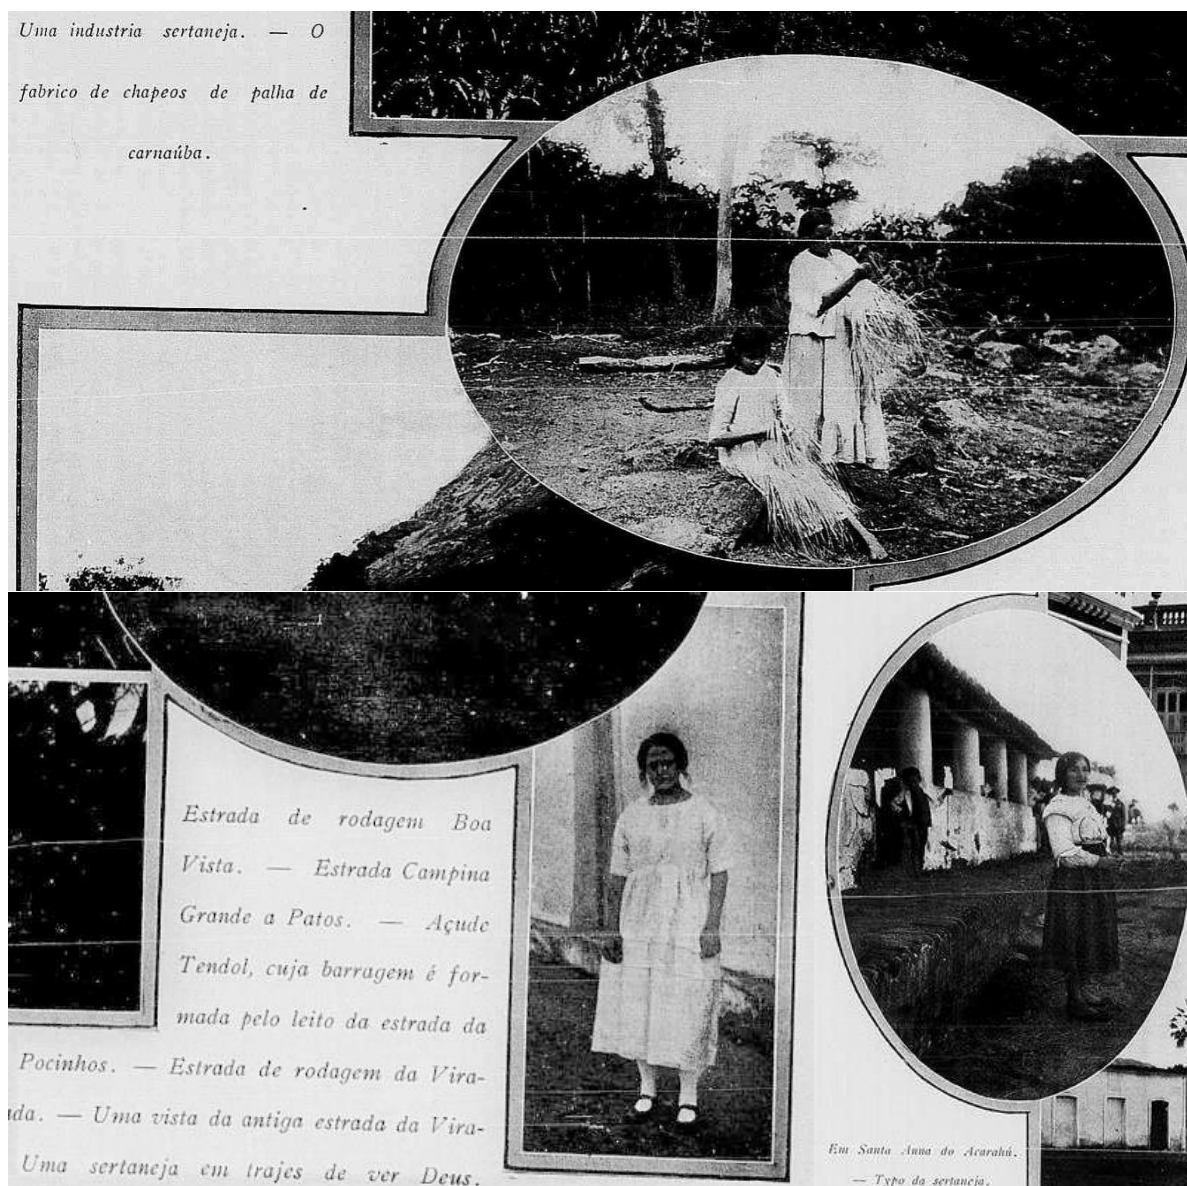 Uma industria sertaneja. — O
fabrico de chapeos de palha de
carnaúba.
Estrada de rodagem Boa
Vista. — Estrada Campina
Grande a Patos. — Açude
Tendol, cuja barragem é for-
mada pelo leito da estrada da
Pocinhos. — Estrada de rodagem da Vira-
da. — Uma vista da antiga estrada da Vira-
Uma sertaneja em trajes de ver Deus.
Em Santa Anna do Acarahú.
— Typo da sertaneja.